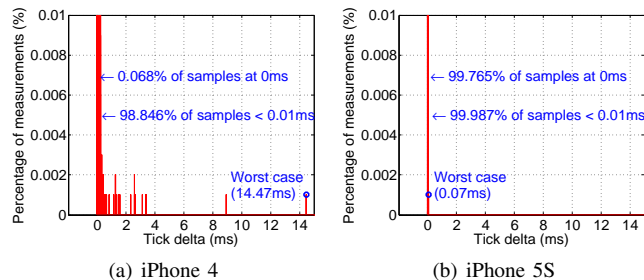 Percentage of measurements (%)
0.01
0.008
0.006
0.004
0.002
0
← 0.068% of samples at 0ms
← 98.846% of samples < 0.01ms
Worst case
(14.47ms)
0 2 4 6 8 10 12 14
Tick delta (ms)
(a) iPhone 4
Percentage of measurements (%)
0.01
0.008
0.006
0.004
0.002
0
← 99.765% of samples at 0ms
← 99.987% of samples < 0.01ms
Worst case
(0.07ms)
0 2 4 6 8 10 12 14
Tick delta (ms)
(b) iPhone 5S